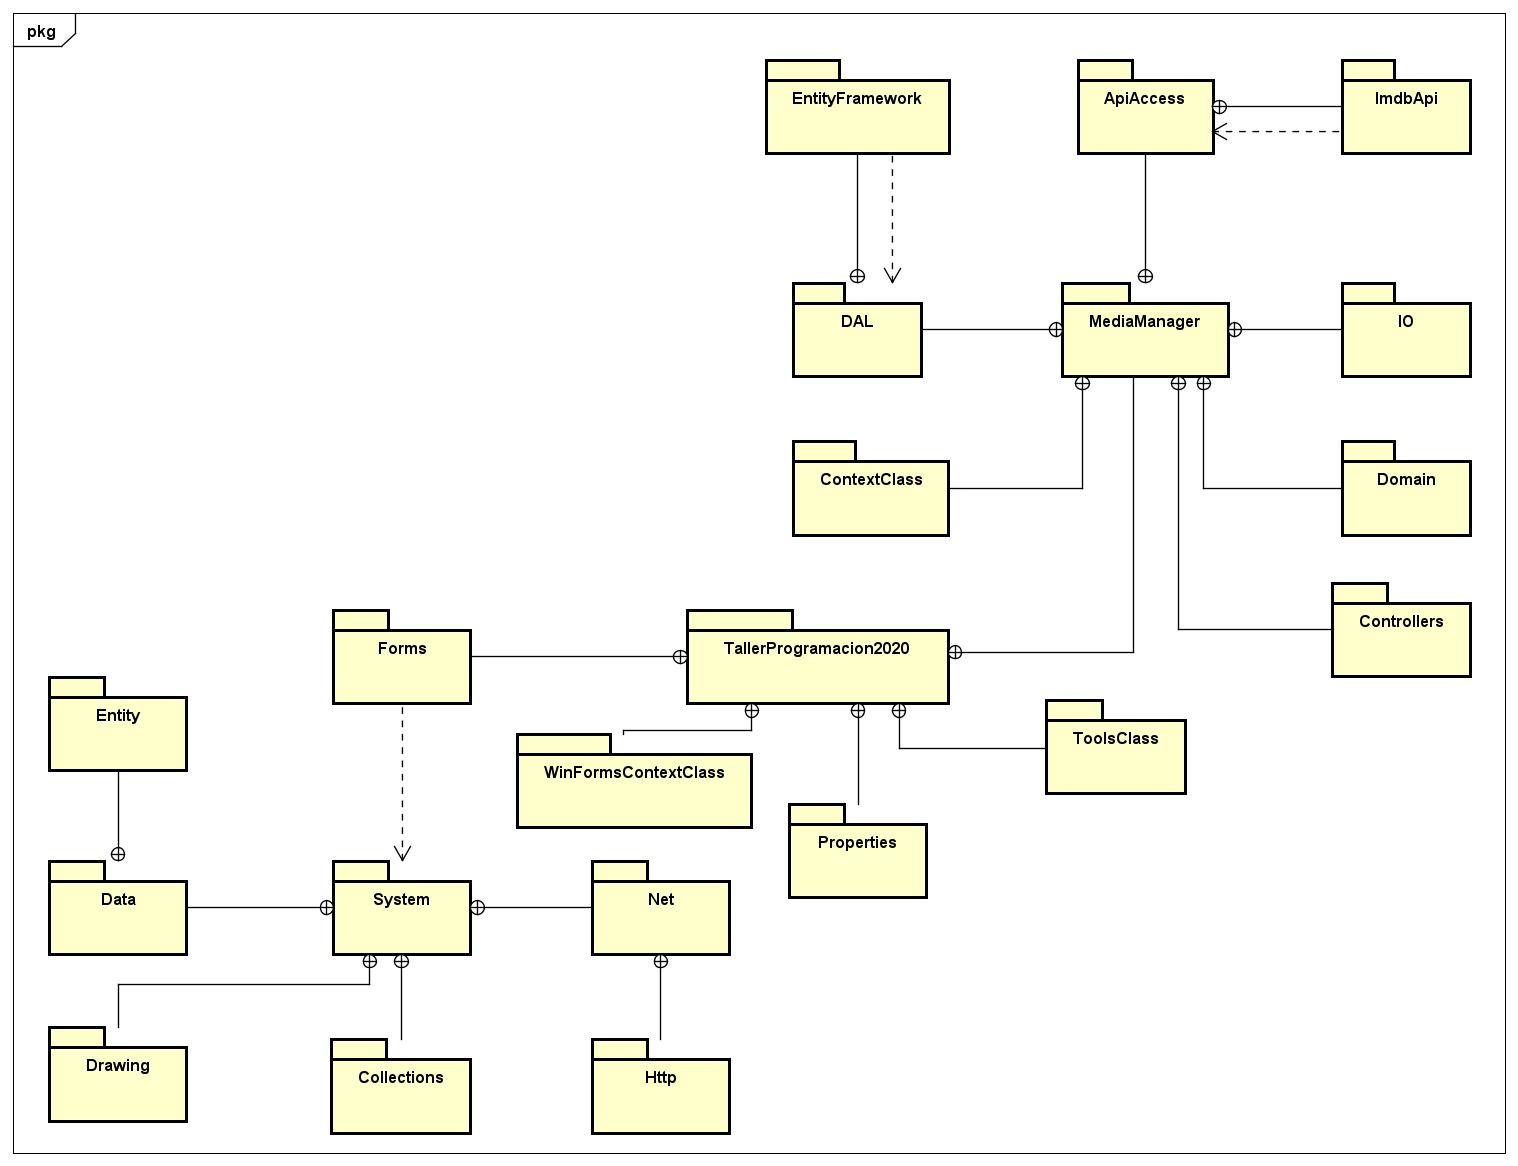 pkg
EntityFramework
ApiAccess
ImdbApi
DAL
MediaManager
IO
ContextClass
Domain
Controllers
Forms
TallerProgramacion2020
Entity
ToolsClass
WinFormsContextClass
Properties
Data
System
Net
Drawing
Collections
Http